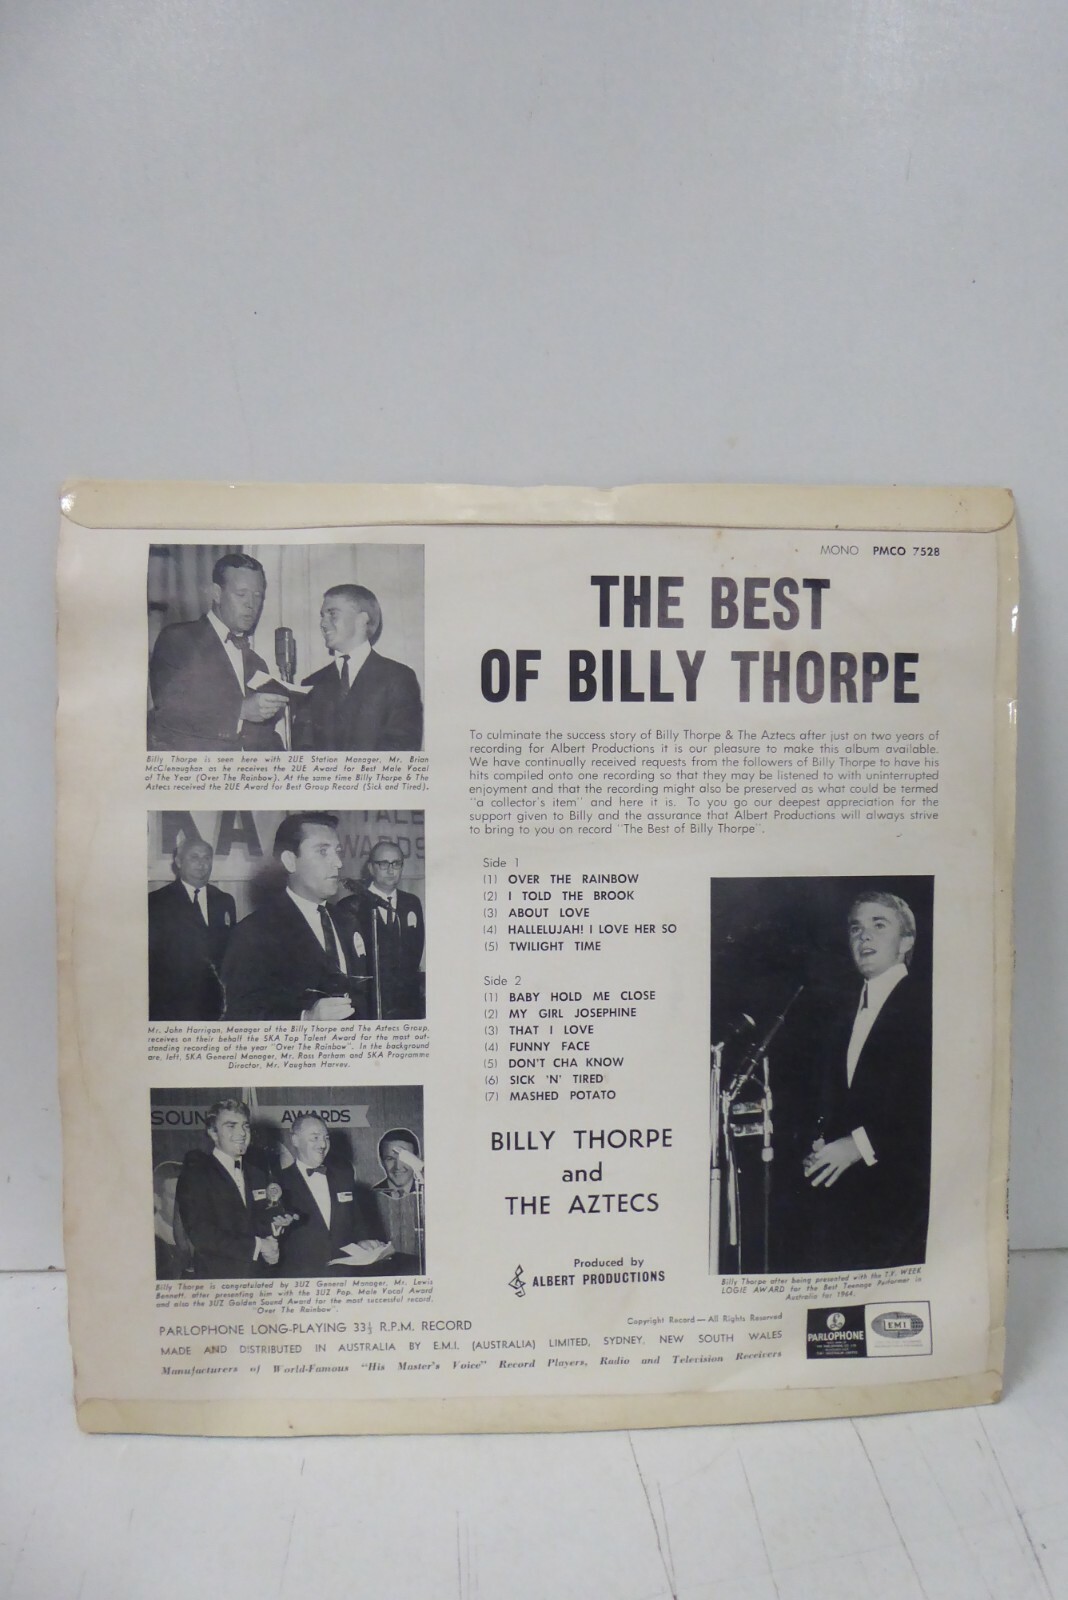 MONO PMCO 7528
THE BEST
OF BILLY THORPE
To culminate the success story of Billy Thorpe & The Aztecs after just on two years of
recording for Albert Productions it is our pleasure to make this album available.
We have continually received requests from the followers of Billy Thorpe to have his
hits compiled onto one recording so that they may be listened to with uninterrupted
enjoyment and that the recording might also be preserved as what could be termed
"a collector's item" and here it is. To you go our deepest appreciation for the
support given to Billy and the assurance that Albert Productions will always strive
to bring to you on record "The Best of Billy Thorpe".
Billy Thorpe is seen here with 2UE Station Manager, Mr. Brian
McClenaughan as he receives the 2UE Award for Best Male Vocal
of The Year (Over The Rainbow). At the same time Billy Thorpe & The
Aztecs received the 2UE Award for Best Group Record (Sick and Tired).
KA TALE
AWARDS
Mr. John Harrigan, Manager of the Billy Thorpe and The Aztecs Group,
receives on their behalf the 5KA Top Talent Award for the most out-
standing recording of the year "Over The Rainbow". In the background
are, left, 5KA General Manager, Mr. Ross Parham and 5KA Programme
Director, Mr. Vaughan Harvey.
SOUN AWARDS
Billy Thorpe is congratulated by 3UZ General Manager, Mr. Lewis
Bennett, after presenting him with the 3UZ Pop. Male Vocal Award
and also the 3UZ Golden Sound Award for the most successful record,
"Over The Rainbow".
Side 1
(1) OVER THE RAINBOW
(2) I TOLD THE BROOK
(3) ABOUT LOVE
(4) HALLELUJAH! I LOVE HER SO
(5) TWILIGHT TIME
Side 2
(1) BABY HOLD ME CLOSE
(2) MY GIRL JOSEPHINE
(3) THAT I LOVE
(4) FUNNY FACE
(5) DON'T CHA KNOW
(6) SICK 'N' TIRED
(7) MASHED POTATO
BILLY THORPE
and
THE AZTECS
Produced by
ALBERT PRODUCTIONS
Billy Thorpe after being presented with the T.V. WEEK
LOGIE AWARD for the Best Teenage Performer in
Australia for 1964.
PARLOPHONE LONG-PLAYING 33⅓ R.P.M. RECORD
Copyright Record — All Rights Reserved
MADE AND DISTRIBUTED IN AUSTRALIA BY E.M.I. (AUSTRALIA) LIMITED, SYDNEY, NEW SOUTH WALES
Manufacturers of World-Famous "His Master's Voice" Record Players, Radio and Television Receivers
PARLOPHONE
EMI